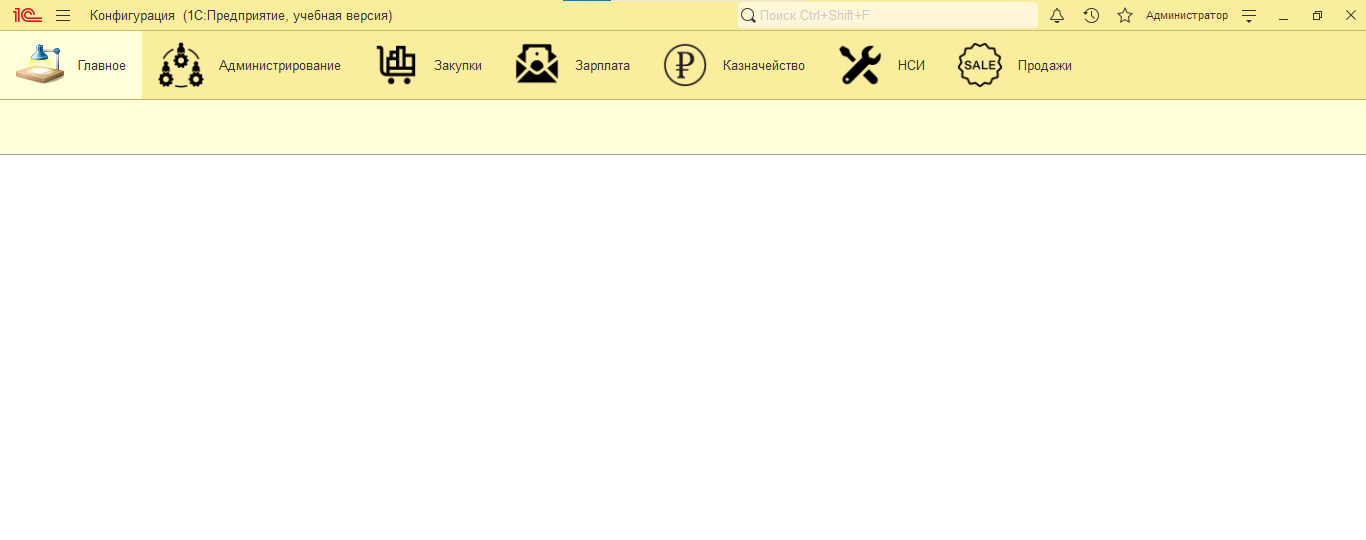 1С Конфигурация (1С:Предприятие, учебная версия) Поиск Ctrl+Shift+F Администратор
Главное Администрирование Закупки Зарплата Казначейство НСИ SALE Продажи